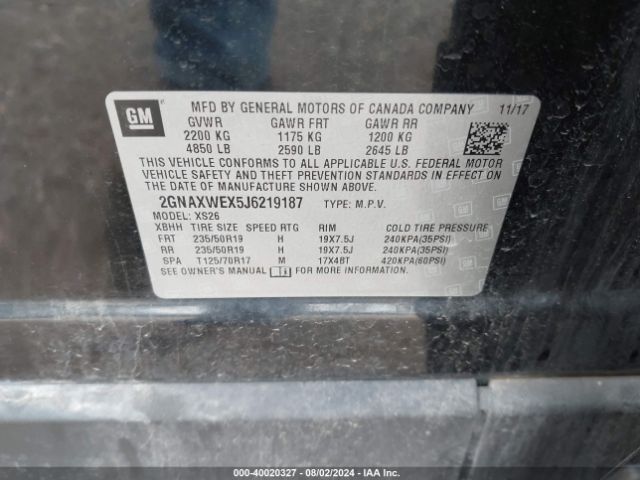 GM
MFD BY GENERAL MOTORS OF CANADA COMPANY 11/17
GVWR GAWR FRT GAWR RR
2200 KG 1175 KG 1200 KG
4850 LB 2590 LB 2645 LB
THIS VEHICLE CONFORMS TO ALL APPLICABLE U.S. FEDERAL MOTOR
VEHICLE SAFETY AND THEFT PREVENTION STANDARDS IN EFFECT
ON THE DATE OF MANUFACTURE SHOWN ABOVE.
2GNAXWEX5J6219187 TYPE: M.P.V.
MODEL: XS26
XBHH TIRE SIZE SPEED RTG RIM COLD TIRE PRESSURE
FRT 235/50R19 H 19X7.5J 240KPA(35PSI)
RR 235/50R19 H 19X7.5J 240KPA(35PSI)
SPA T125/70R17 M 17X4BT 420KPA(60PSI)
SEE OWNER'S MANUAL FOR MORE INFORMATION.
000-40020327 - 08/02/2024 - IAA Inc.